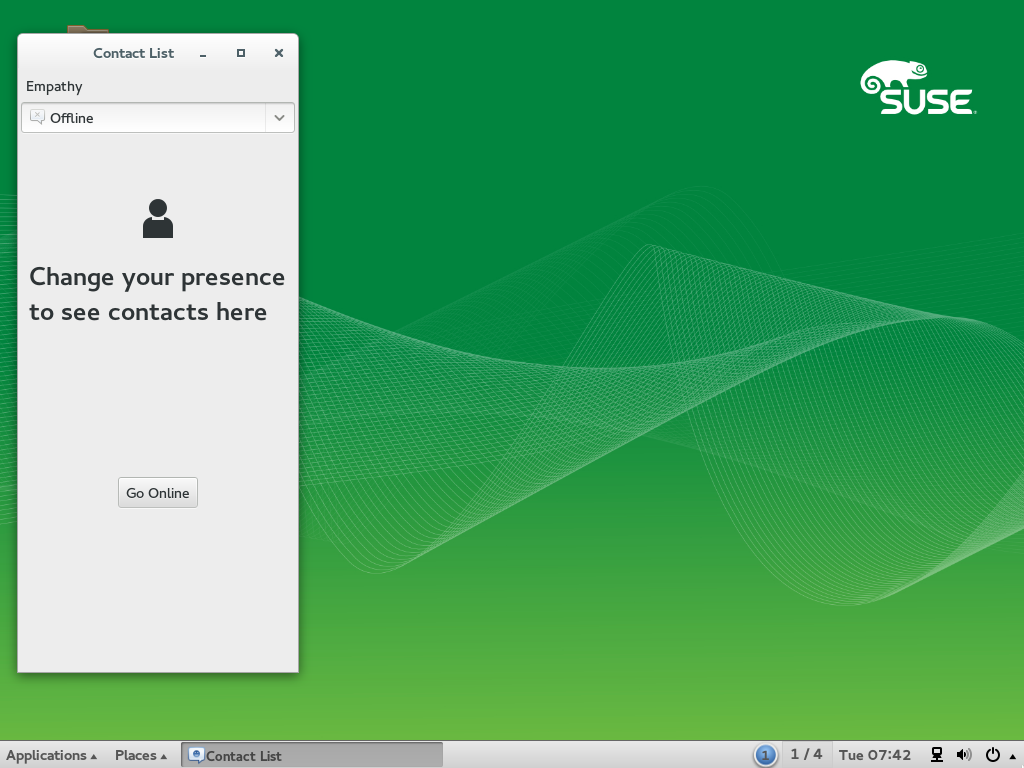 Contact List
Empathy
Offline
Change your presence
to see contacts here
Go Online
SUSE
Applications
Places
Contact List
1
1 / 4
Tue 07:42